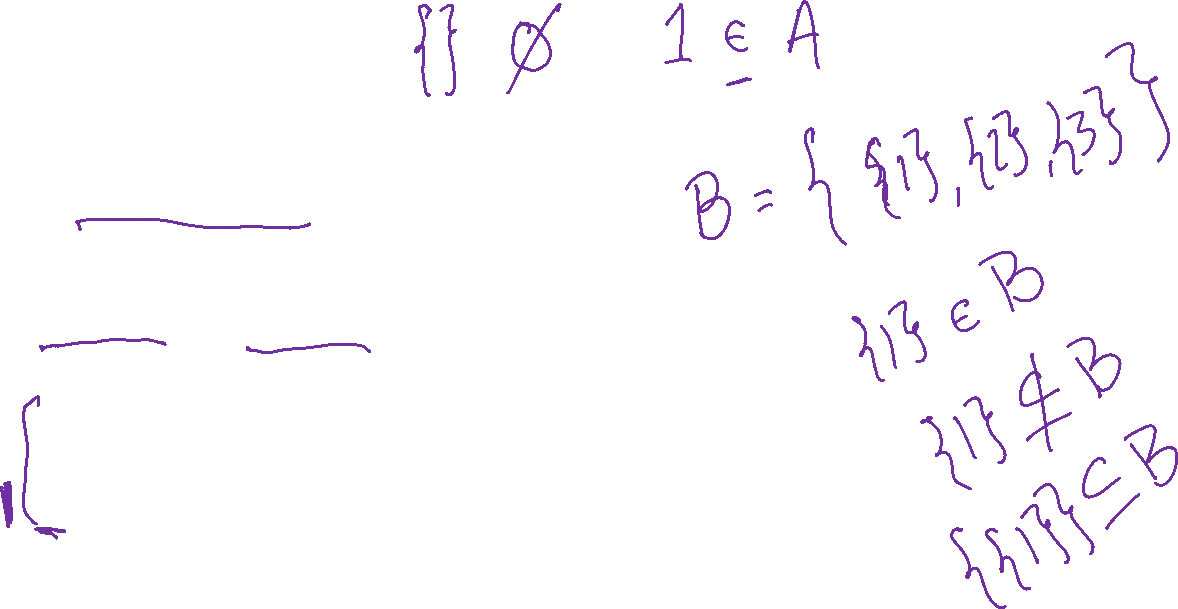 {} ∅ 1 ∈ A
B = { {1}, {2}, {3} }
{1} ∈ B
{1} ⊈ B
{{1}} ⊆ B